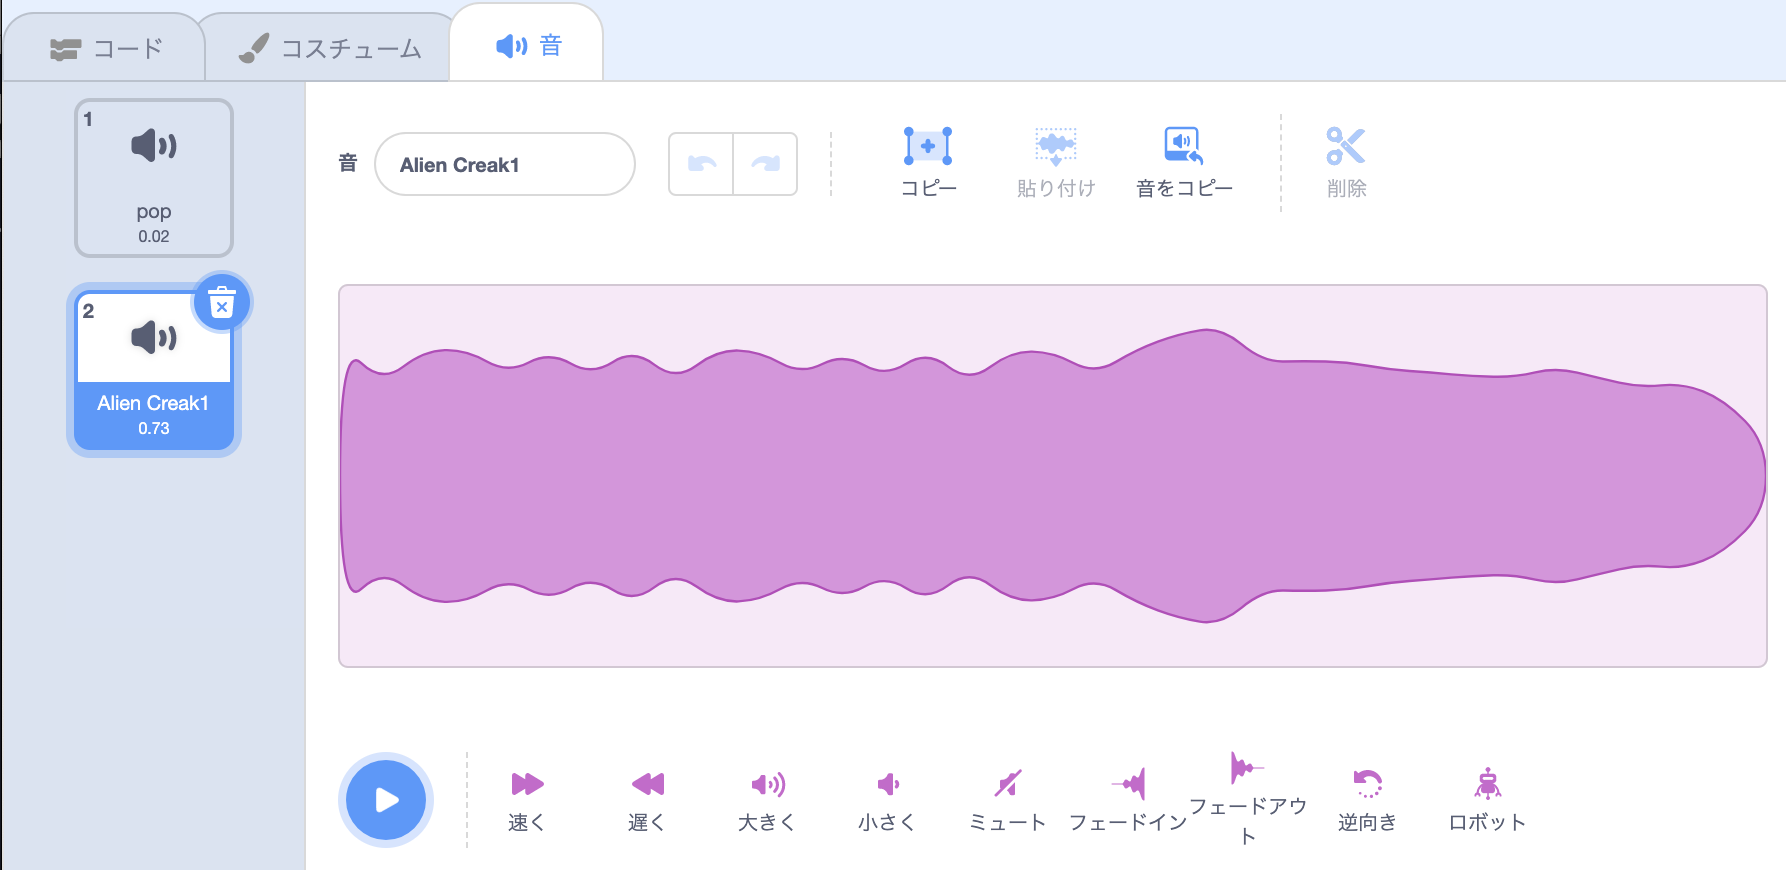 コード
コスチューム
音
1
pop
0.02
2
Alien Creak1
0.73
音
Alien Creak1
コピー
貼り付け
音をコピー
削除
速く
遅く
大きく
小さく
ミュート
フェードイン
フェードアウ
ト
逆向き
ロボット